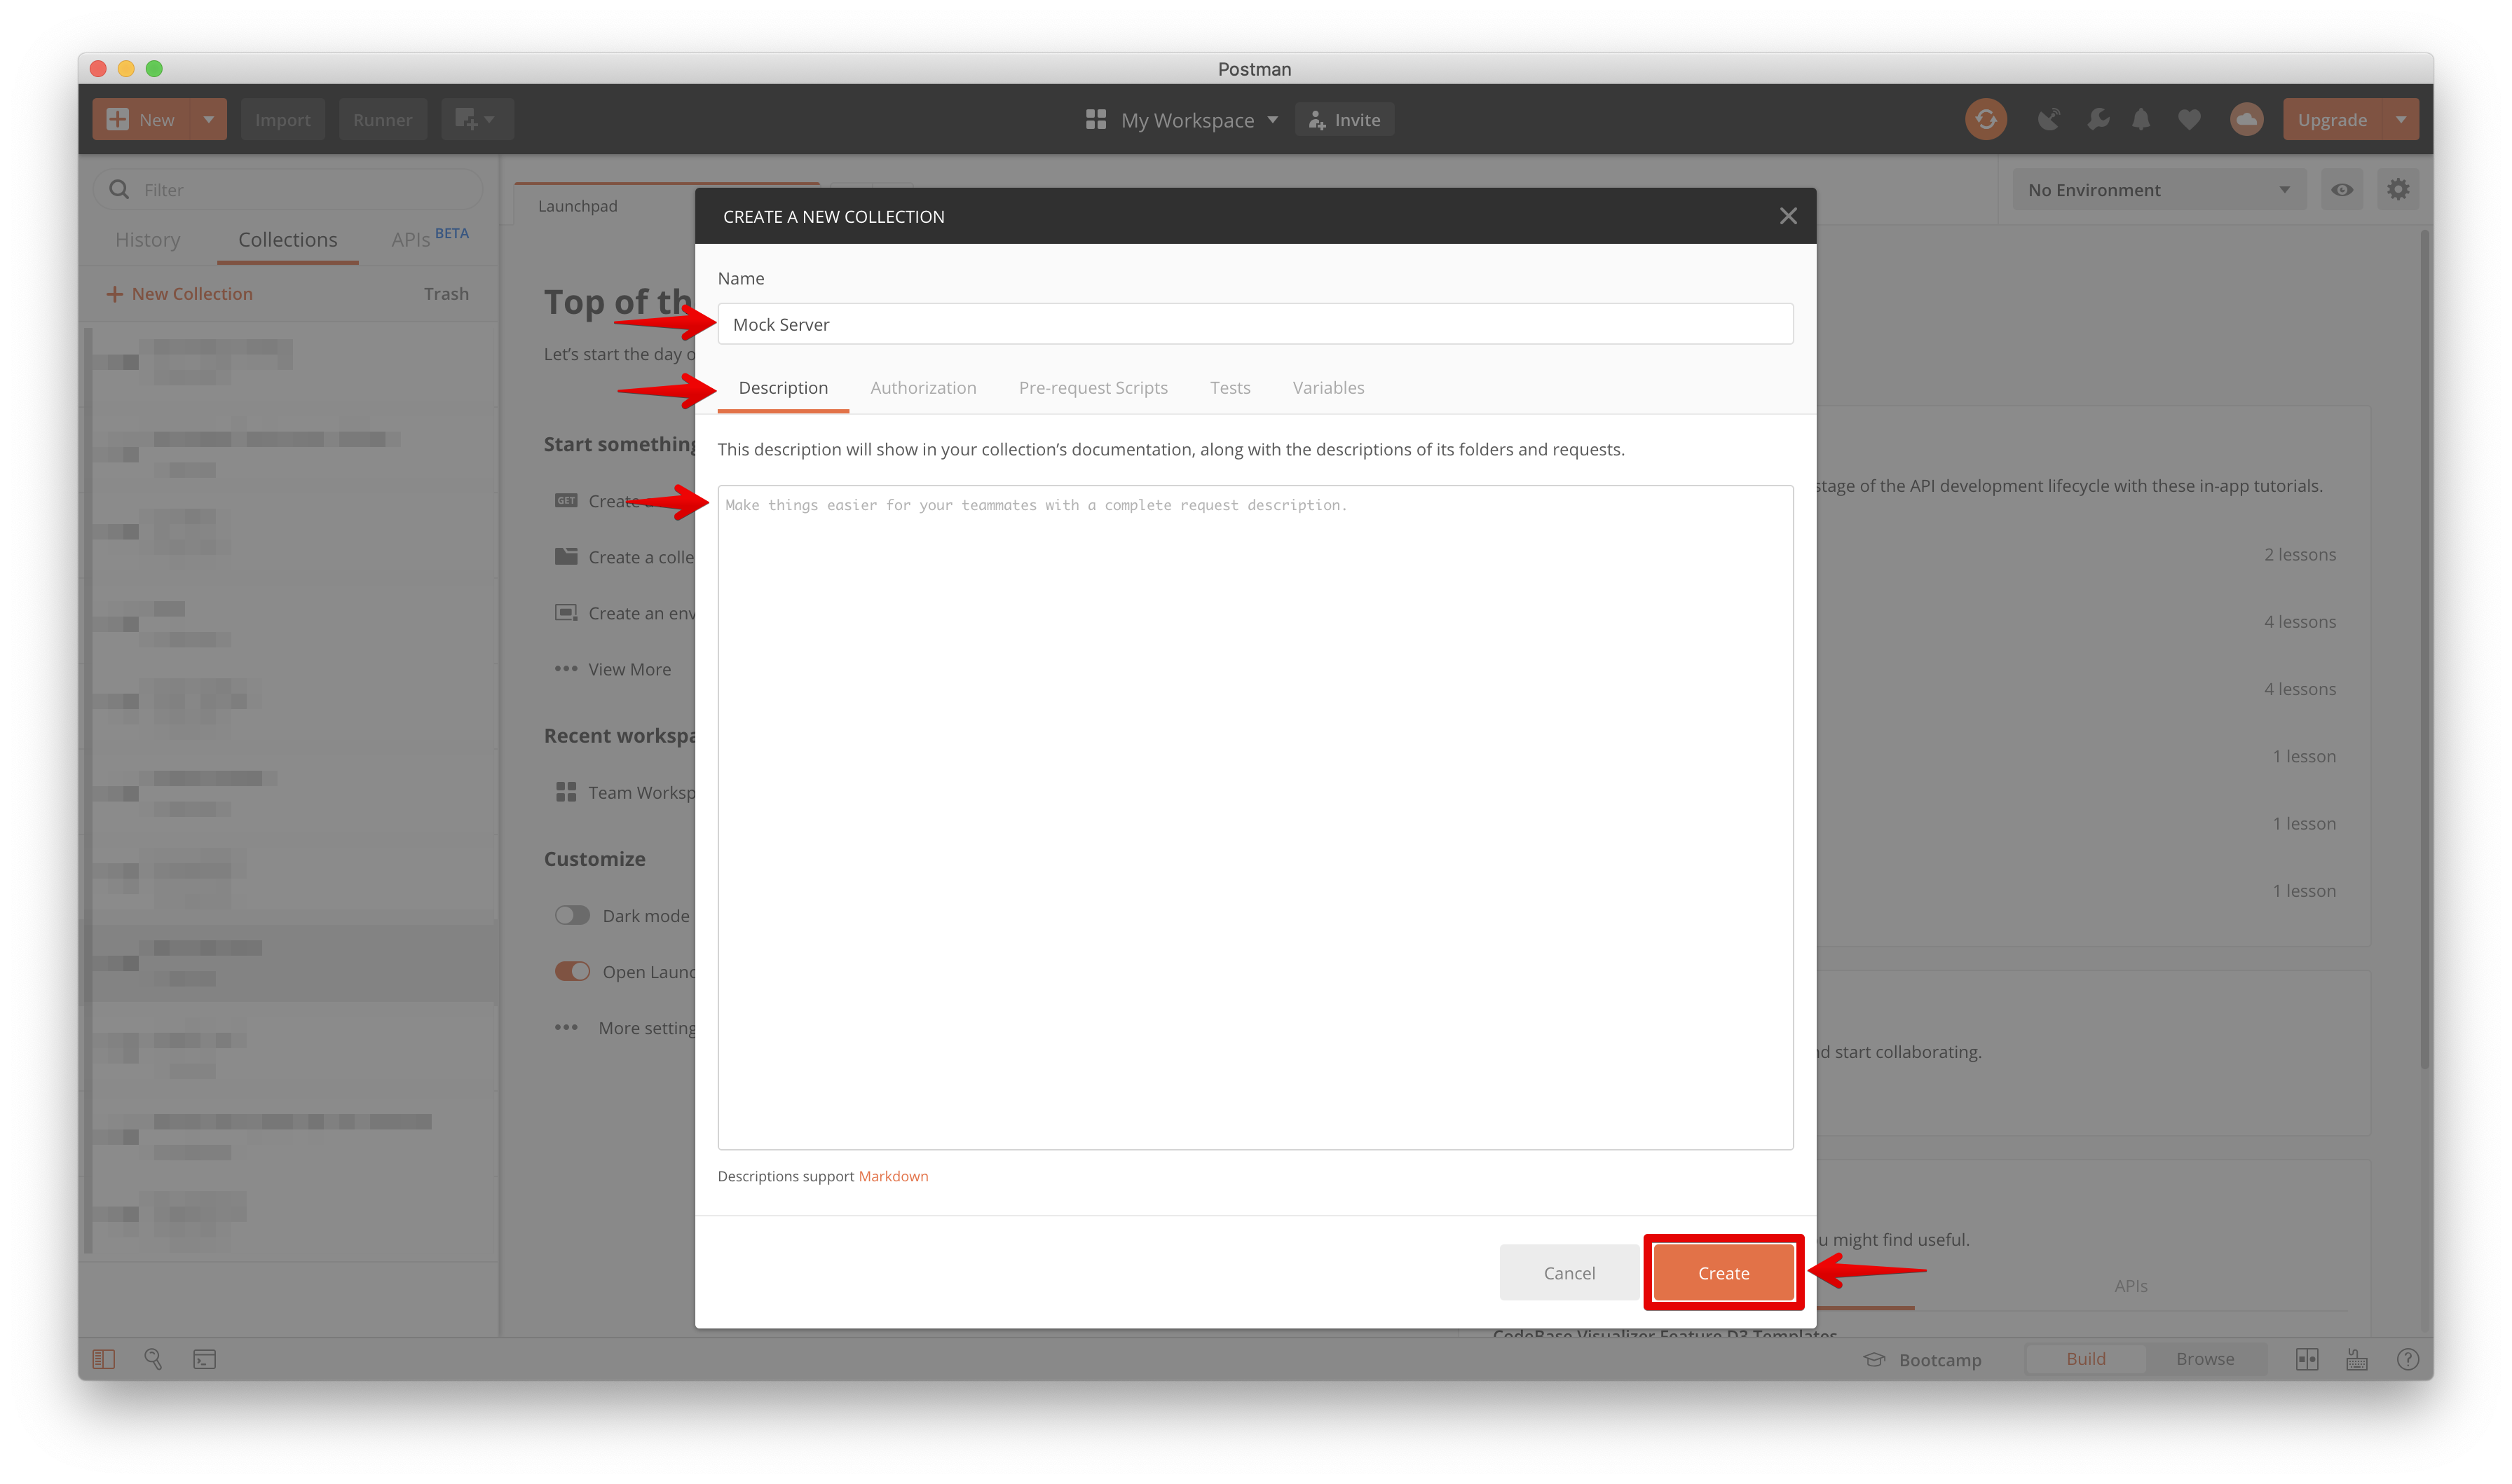 Postman
New
Import
Runner
My Workspace
Invite
Upgrade
Filter
History
Collections
APIs BETA
New Collection
Trash
Launchpad
No Environment
CREATE A NEW COLLECTION
Name
Mock Server
Description
Authorization
Pre-request Scripts
Tests
Variables
This description will show in your collection's documentation, along with the descriptions of its folders and requests.
Make things easier for your teammates with a complete request description.
Descriptions support Markdown
Cancel
Create
Top of th
Let's start the day o
Start something
GET Create
Create a colle
Create an env
View More
Recent workspa
Team Worksp
Customize
Dark mode
Open Launc
More setting
stage of the API development lifecycle with these in-app tutorials.
2 lessons
4 lessons
4 lessons
1 lesson
1 lesson
1 lesson
nd start collaborating.
u might find useful.
APIs
CodeBase Visualizer Feature D3 Templates
Bootcamp
Build
Browse